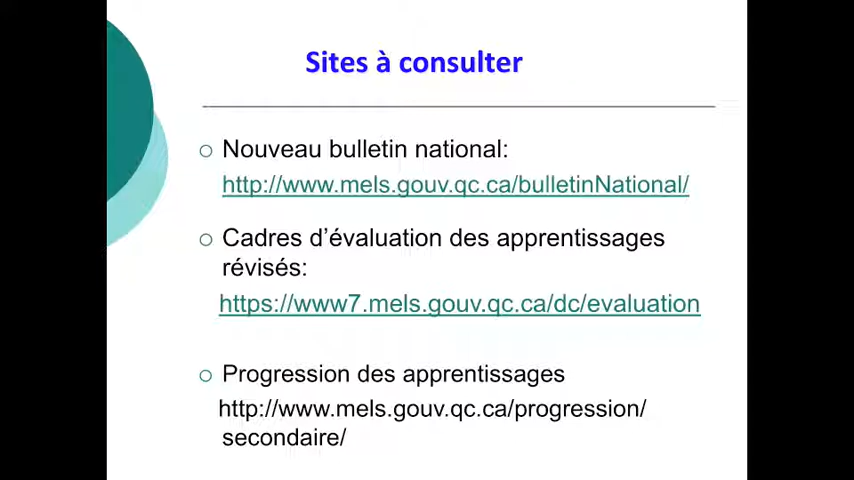 Sites à consulter
Nouveau bulletin national:
http://www.mels.gouv.qc.ca/bulletinNational/
Cadres d’évaluation des apprentissages
révisés:
https://www7.mels.gouv.qc.ca/dc/evaluation
Progression des apprentissages
http://www.mels.gouv.qc.ca/progression/
secondaire/